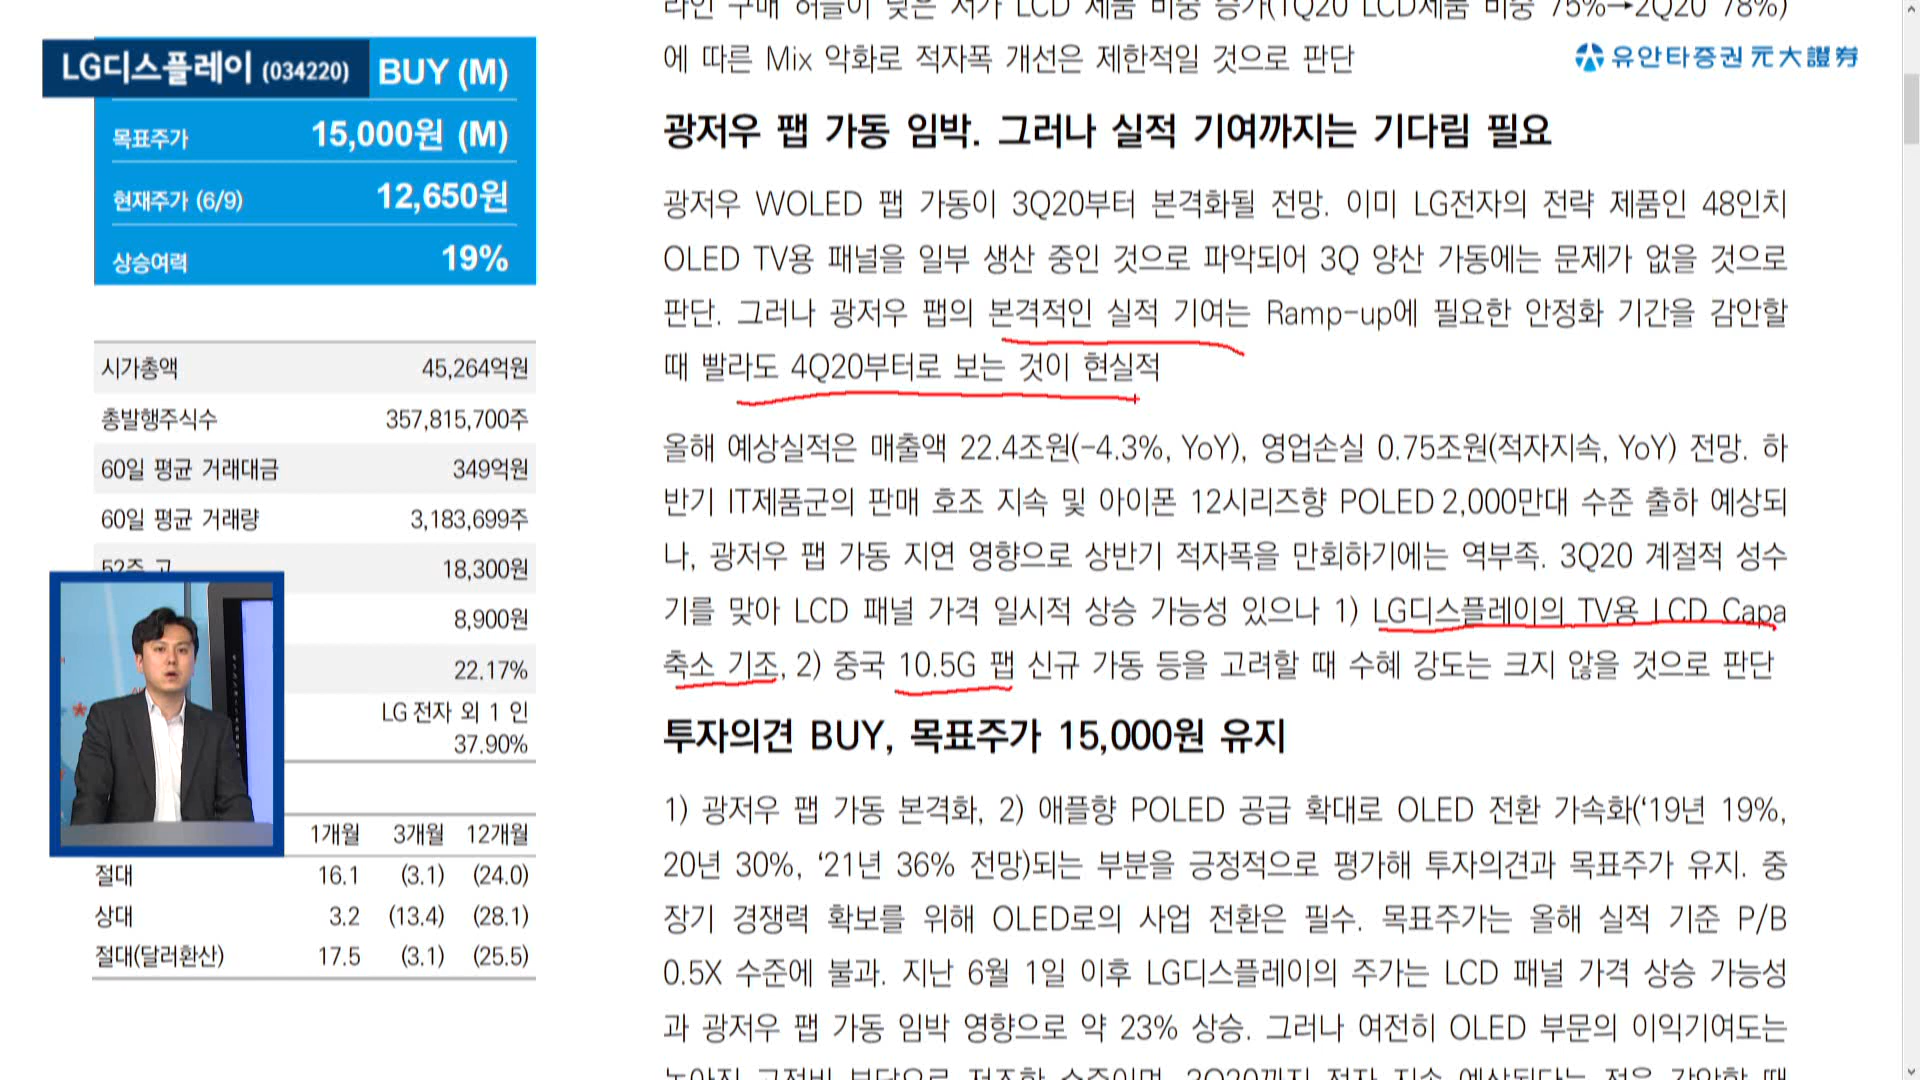 라인 구매 허들이 낮은 저가 LCD 제품 비중 증가(1Q20 LCD제품 비중 75%→2Q20 78%)
에 따른 Mix 악화로 적자폭 개선은 제한적일 것으로 판단
유안타증권 元大證券
LG디스플레이 (034220) BUY (M)
목표주가 15,000원 (M)
현재주가 (6/9) 12,650원
상승여력 19%
시가총액 45,264억원
총발행주식수 357,815,700주
60일 평균 거래대금 349억원
60일 평균 거래량 3,183,699주
52주 고 18,300원
8,900원
22.17%
LG전자 외 1 인
37.90%
1개월 3개월 12개월
절대 16.1 (3.1) (24.0)
상대 3.2 (13.4) (28.1)
절대(달러환산) 17.5 (3.1) (25.5)
광저우 팹 가동 임박. 그러나 실적 기여까지는 기다림 필요
광저우 WOLED 팹 가동이 3Q20부터 본격화될 전망. 이미 LG전자의 전략 제품인 48인치
OLED TV용 패널을 일부 생산 중인 것으로 파악되어 3Q 양산 가동에는 문제가 없을 것으로
판단. 그러나 광저우 팹의 본격적인 실적 기여는 Ramp-up에 필요한 안정화 기간을 감안할
때 빨라도 4Q20부터로 보는 것이 현실적
올해 예상실적은 매출액 22.4조원(-4.3%, YoY), 영업손실 0.75조원(적자지속, YoY) 전망. 하
반기 IT제품군의 판매 호조 지속 및 아이폰 12시리즈향 POLED 2,000만대 수준 출하 예상되
나, 광저우 팹 가동 지연 영향으로 상반기 적자폭을 만회하기에는 역부족. 3Q20 계절적 성수
기를 맞아 LCD 패널 가격 일시적 상승 가능성 있으나 1) LG디스플레이의 TV용 LCD Capa
축소 기조, 2) 중국 10.5G 팹 신규 가동 등을 고려할 때 수혜 강도는 크지 않을 것으로 판단
투자의견 BUY, 목표주가 15,000원 유지
1) 광저우 팹 가동 본격화, 2) 애플향 POLED 공급 확대로 OLED 전환 가속화(‘19년 19%,
20년 30%, ‘21년 36% 전망)되는 부분을 긍정적으로 평가해 투자의견과 목표주가 유지. 중
장기 경쟁력 확보를 위해 OLED로의 사업 전환은 필수. 목표주가는 올해 실적 기준 P/B
0.5X 수준에 불과. 지난 6월 1일 이후 LG디스플레이의 주가는 LCD 패널 가격 상승 가능성
과 광저우 팹 가동 임박 영향으로 약 23% 상승. 그러나 여전히 OLED 부문의 이익기여도는